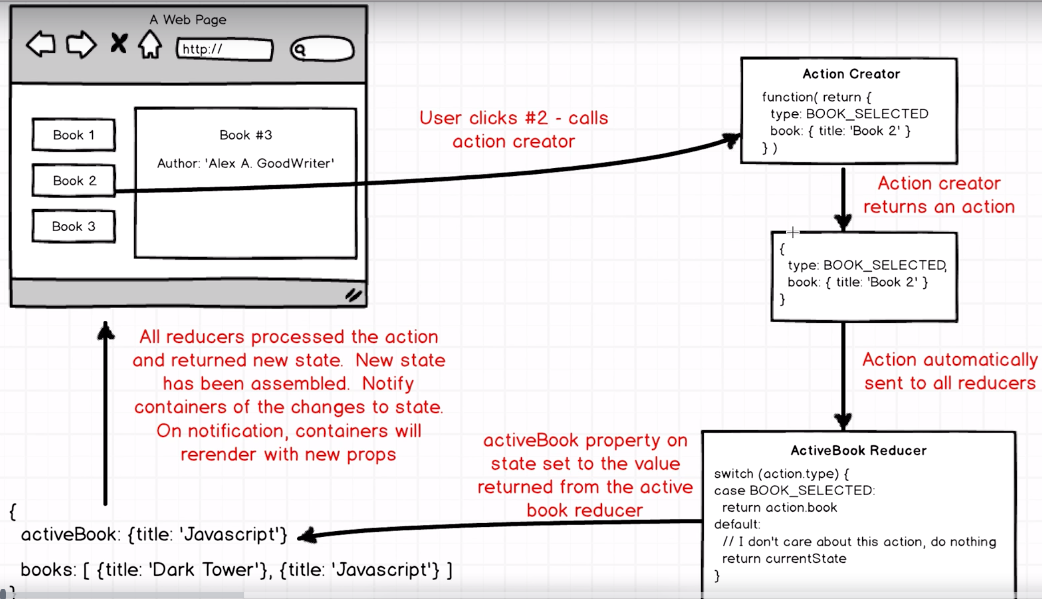 A Web Page
http://
Book 1
Book 2
Book 3
Book #3
Author: 'Alex A. GoodWriter'
User clicks #2 - calls
action creator
Action Creator
function( return {
type: BOOK_SELECTED
book: { title: 'Book 2' }
} )
Action creator
returns an action
{
type: BOOK_SELECTED,
book: { title: 'Book 2' }
}
Action automatically
sent to all reducers
ActiveBook Reducer
switch (action.type) {
case BOOK_SELECTED:
return action.book
default:
// I don't care about this action, do nothing
return currentState
}
activeBook property on
state set to the value
returned from the active
book reducer
All reducers processed the action
and returned new state. New state
has been assembled. Notify
containers of the changes to state.
On notification, containers will
rerender with new props
{
activeBook: {title: 'Javascript'}
books: [ {title: 'Dark Tower'}, {title: 'Javascript'} ]
}